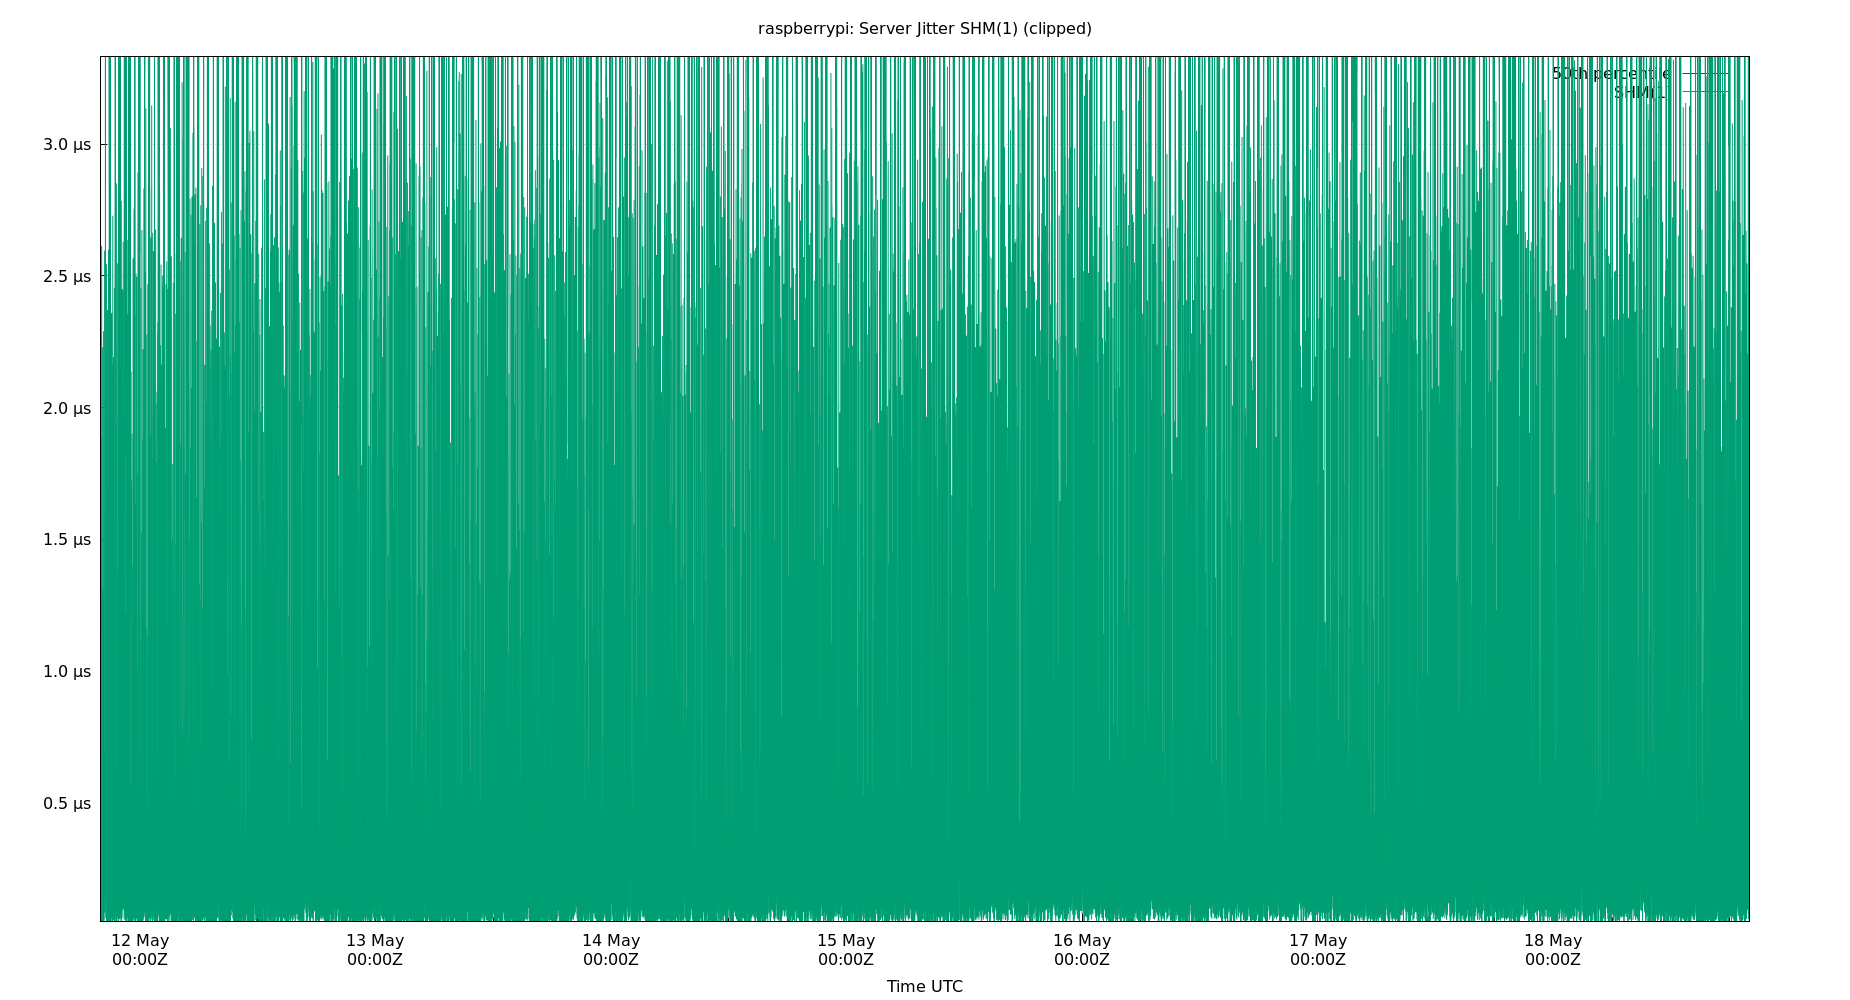 raspberrypi: Server Jitter SHM(1) (clipped)
50th percentile
SHM(1)
3.0 µs
2.5 µs
2.0 µs
1.5 µs
1.0 µs
0.5 µs
12 May 13 May 14 May 15 May 16 May 17 May 18 May
00:00Z 00:00Z 00:00Z 00:00Z 00:00Z 00:00Z 00:00Z
Time UTC